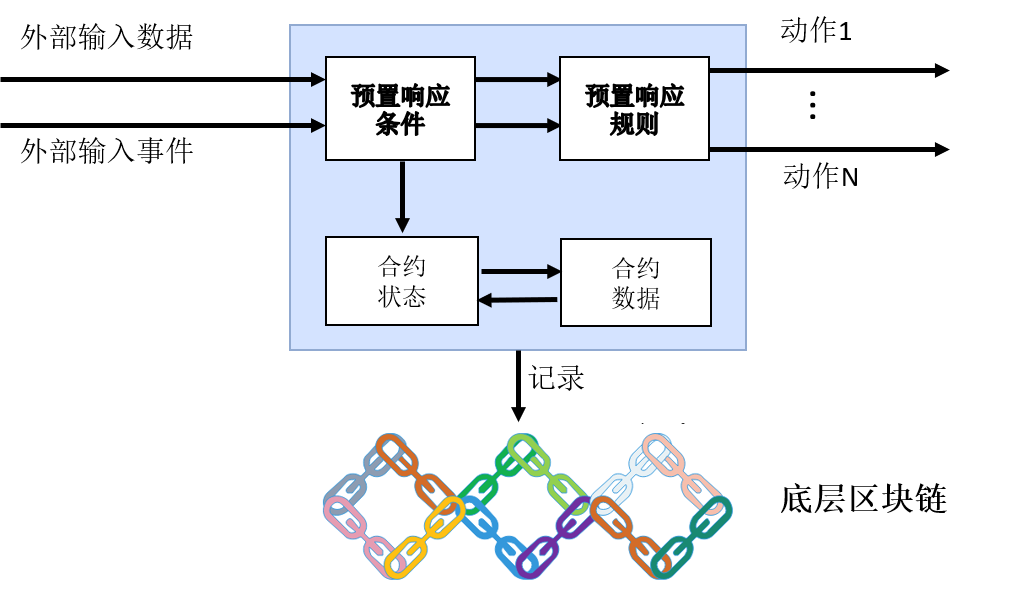 外部输入数据
动作1
预置响应
条件
预置响应
规则
外部输入事件
动作N
合约
状态
合约
数据
记录
底层区块链